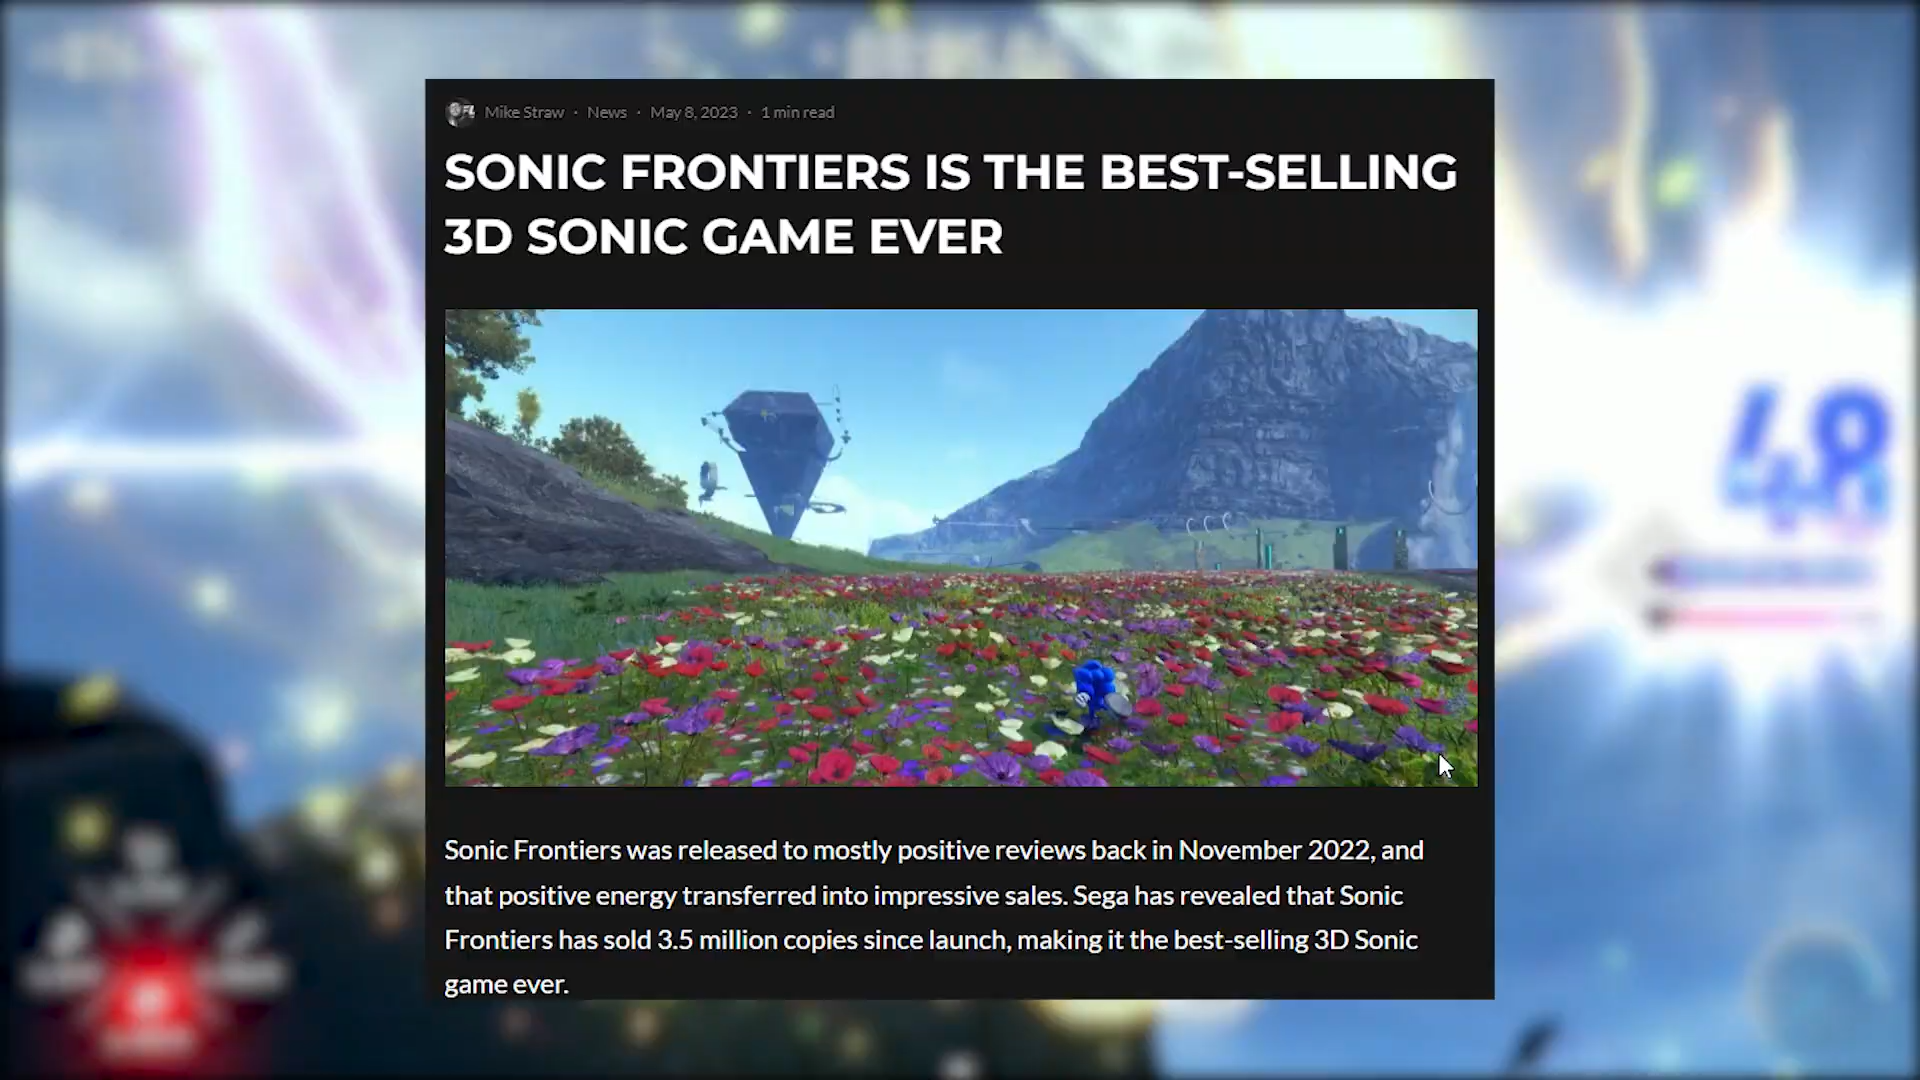 Mike Straw · News · May 8, 2023 · 1 min read
SONIC FRONTIERS IS THE BEST-SELLING
3D SONIC GAME EVER
Sonic Frontiers was released to mostly positive reviews back in November 2022, and
that positive energy transferred into impressive sales. Sega has revealed that Sonic
Frontiers has sold 3.5 million copies since launch, making it the best-selling 3D Sonic
game ever.
48